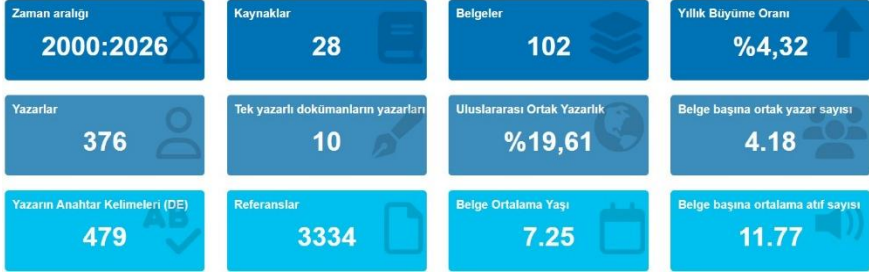 Zaman aralığı
2000:2026
Kaynaklar
28
Belgeler
102
Yıllık Büyüme Oranı
%4,32
Yazarlar
376
Tek yazarlı dokümanların yazarları
10
Uluslararası Ortak Yazarlık
%19,61
Belge başına ortak yazar sayısı
4.18
Yazarın Anahtar Kelimeleri (DE)
AB
479
Referanslar
3334
Belge Ortalama Yaşı
7.25
Belge başına ortalama atıf sayısı
11.77